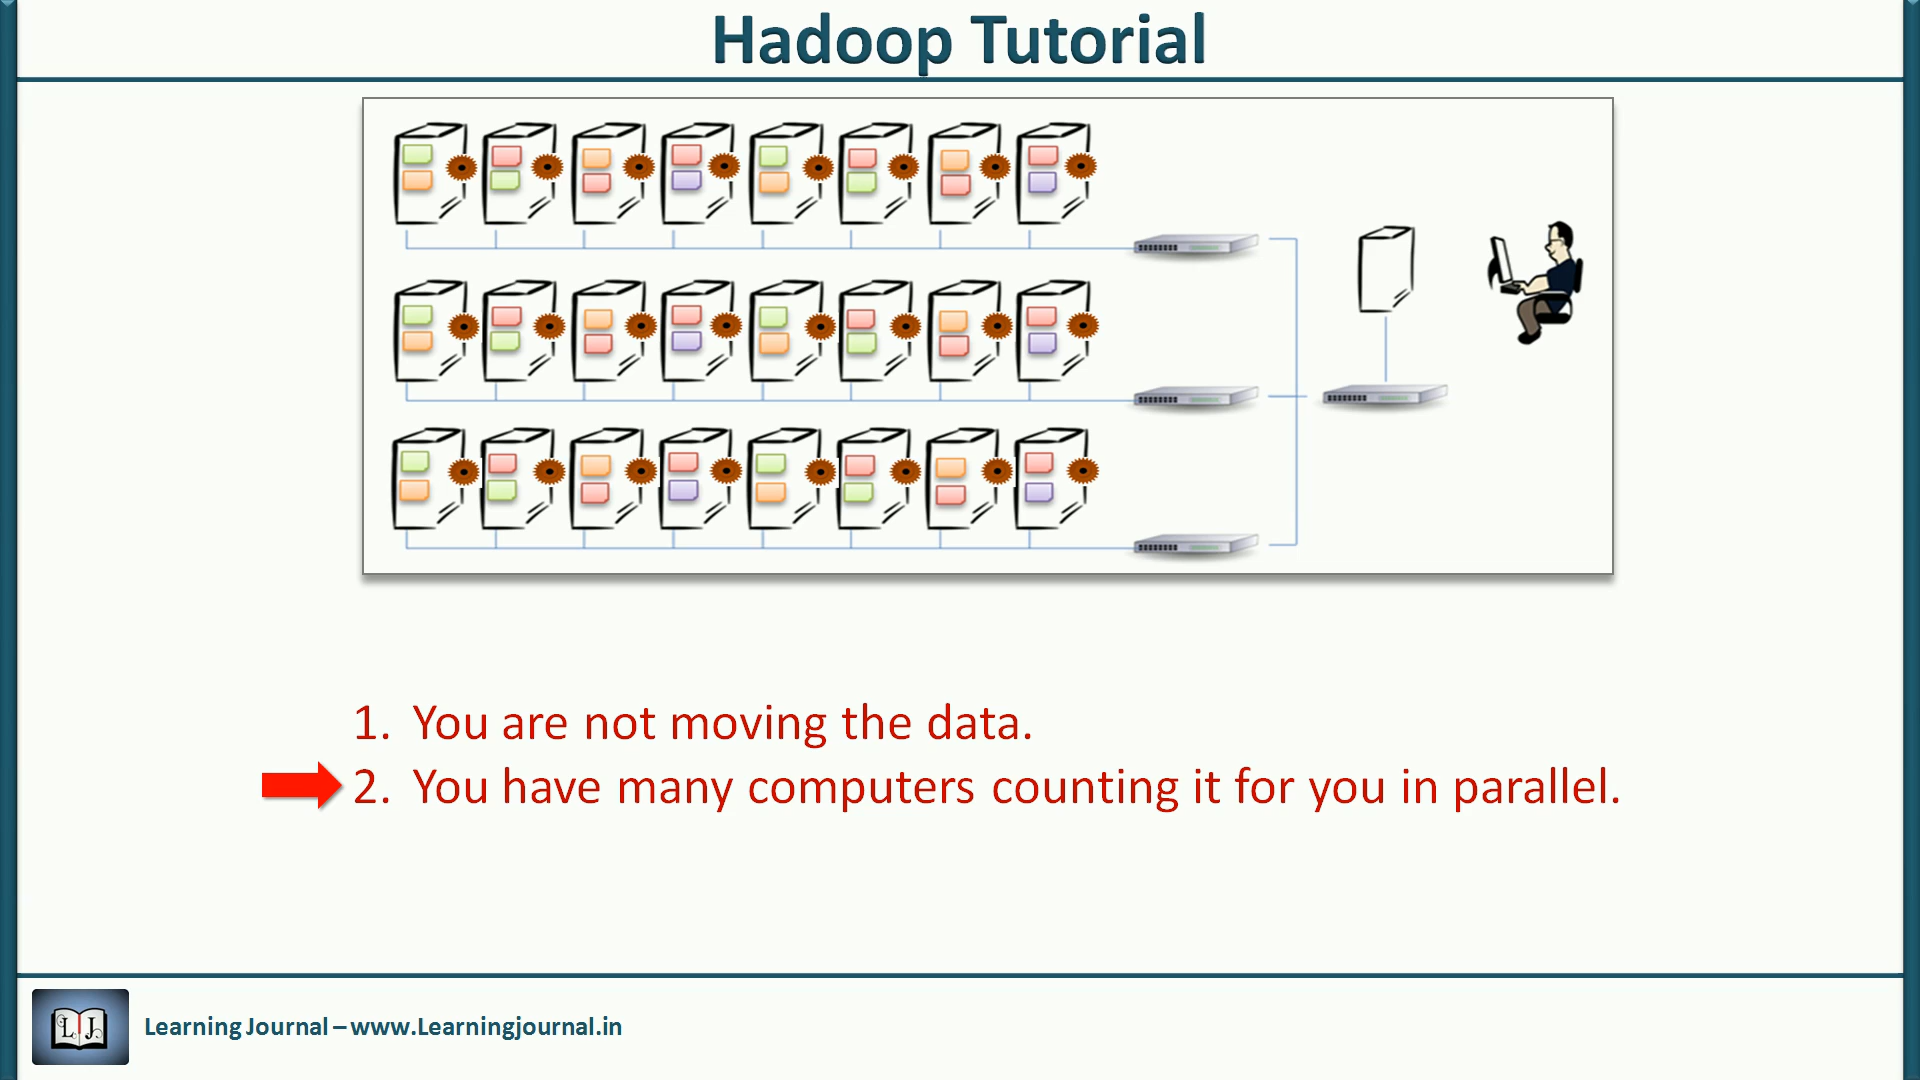 Hadoop Tutorial
1. You are not moving the data.
2. You have many computers counting it for you in parallel.
L J
Learning Journal – www.Learningjournal.in